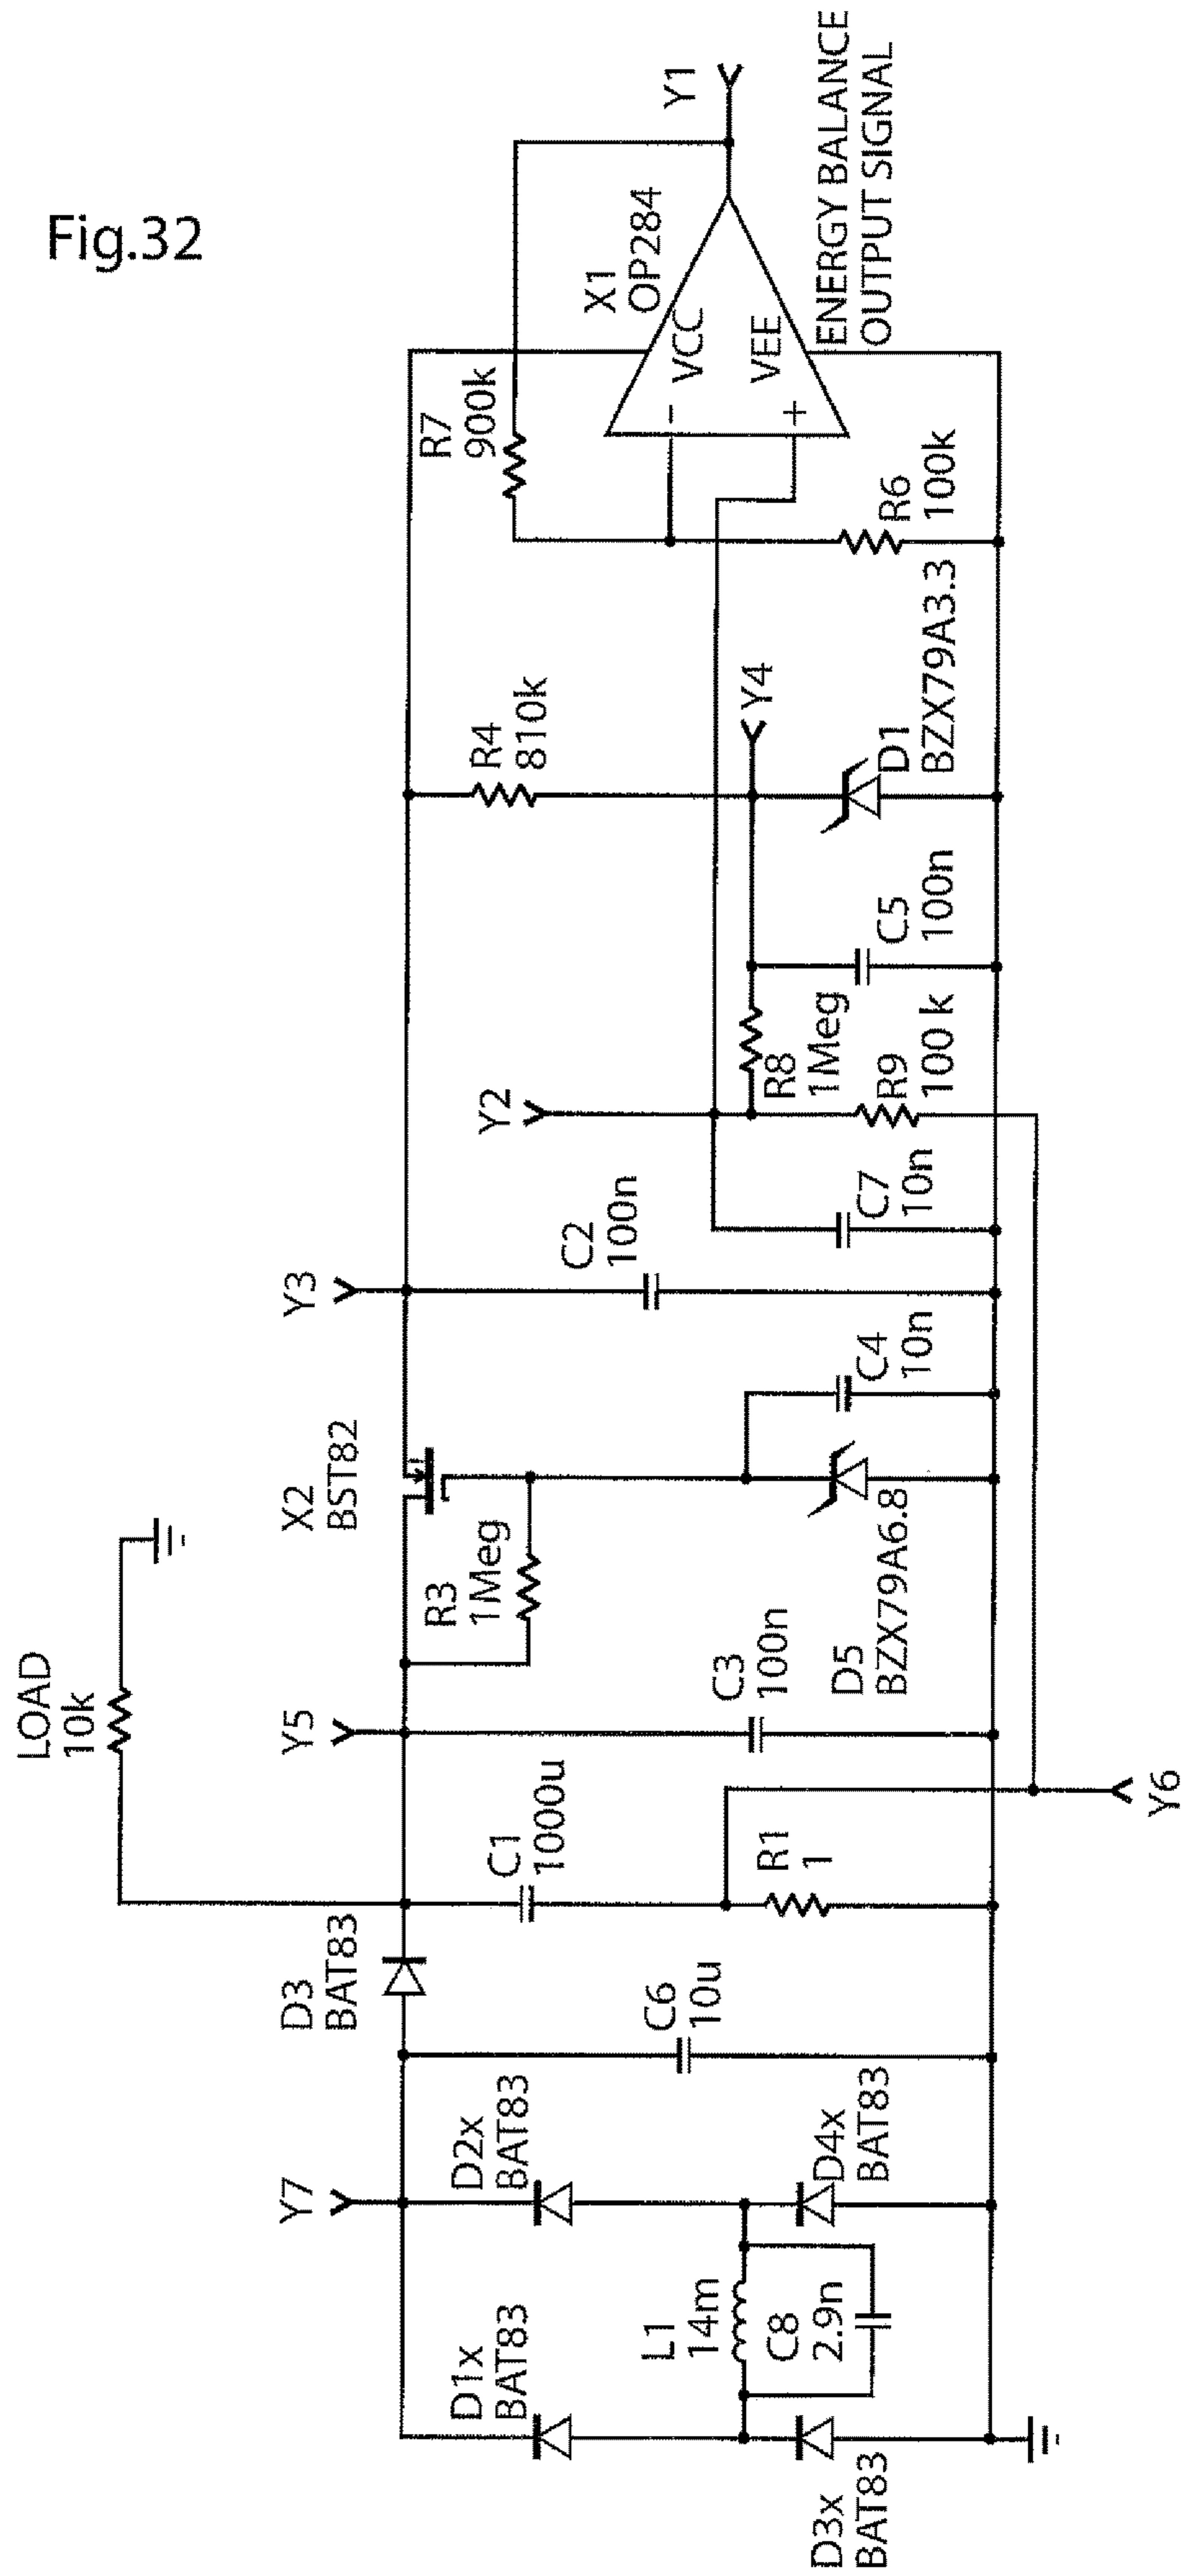 Fig.32
LOAD
10k
Y7
D1x
BAT83
D2x
BAT83
D3x
BAT83
D4x
BAT83
L1
14m
C8
2.9n
D3
BAT83
C6
10u
C1
1000u
R1
1
Y6
Y5
C3
100n
R3
1Meg
X2
BST82
D5
BZX79A6.8
C4
10n
Y3
C2
100n
C7
10n
Y2
R8
1Meg
R9
100 k
C5
100n
Y4
R4
810k
D1
BZX79A3.3
R7
900k
R6
100k
X1
OP284
VCC
VEE
-
+
Y1
ENERGY BALANCE
OUTPUT SIGNAL